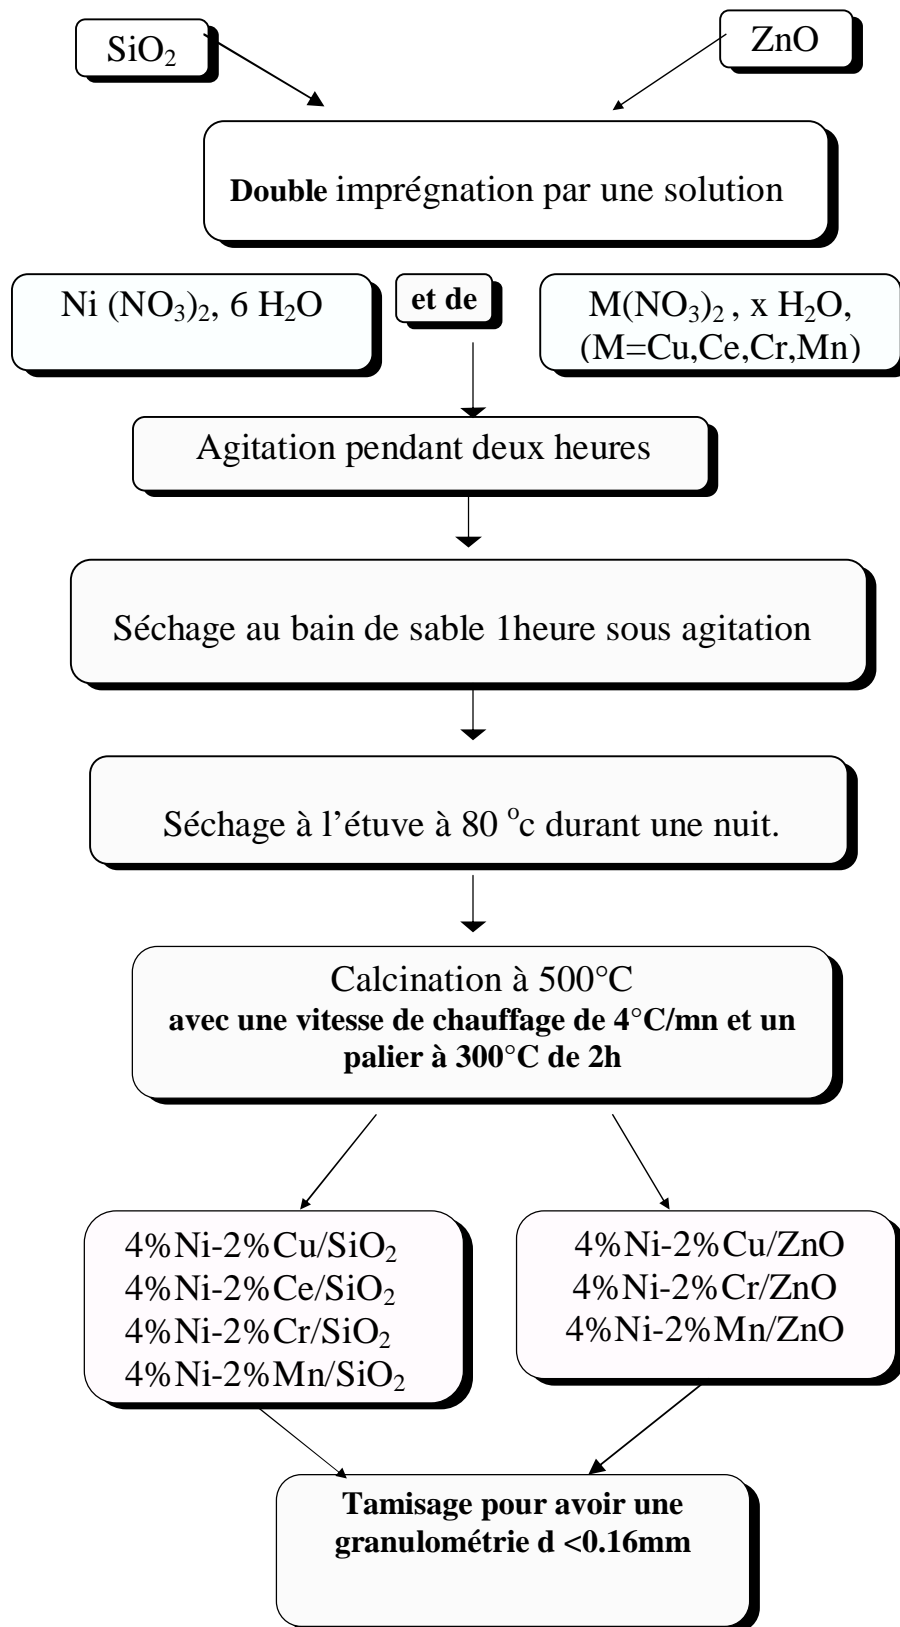 SiO₂
ZnO
Double imprégnation par une solution
Ni (NO₃)₂, 6 H₂O
et de
M(NO₃)₂ , x H₂O,
(M=Cu,Ce,Cr,Mn)
Agitation pendant deux heures
Séchage au bain de sable 1heure sous agitation
Séchage à l’étuve à 80 °c durant une nuit.
Calcination à 500°C
avec une vitesse de chauffage de 4°C/mn et un
palier à 300°C de 2h
4%Ni-2%Cu/SiO₂
4%Ni-2%Ce/SiO₂
4%Ni-2%Cr/SiO₂
4%Ni-2%Mn/SiO₂
4%Ni-2%Cu/ZnO
4%Ni-2%Cr/ZnO
4%Ni-2%Mn/ZnO
Tamisage pour avoir une
granulométrie d <0.16mm